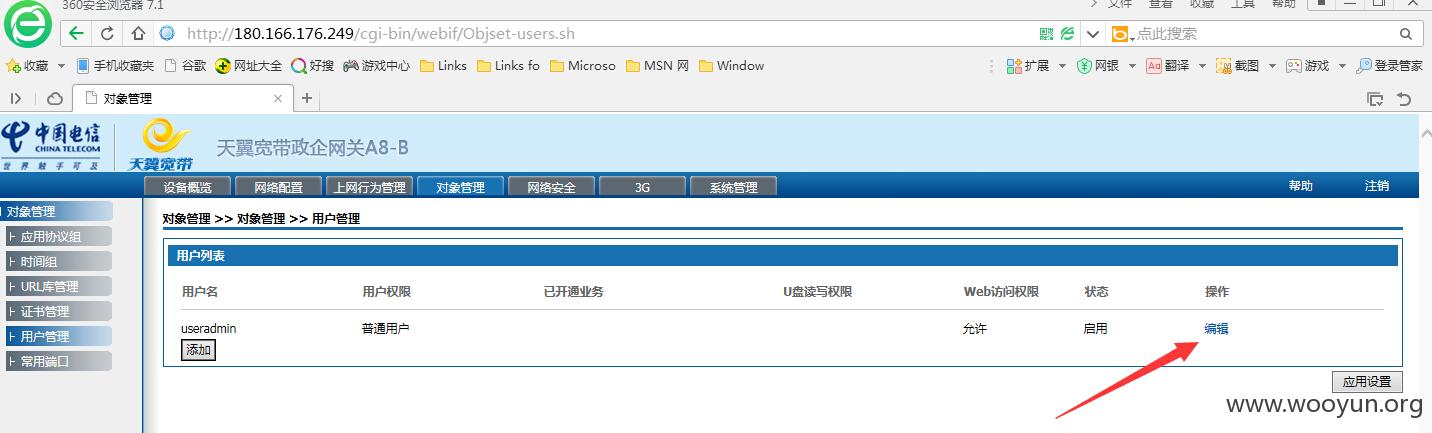 360安全浏览器 7.1 文件 查看 收藏 工具 帮助
http://180.166.176.249/cgi-bin/webif/Objset-users.sh 点此搜索
收藏 手机收藏夹 谷歌 网址大全 好搜 游戏中心 Links Links fo Microso MSN 网 Window 扩展 网银 翻译 截图 游戏 登录管家
对象管理
中国电信 CHINA TELECOM 世界触手可及 天翼宽带 天翼宽带政企网关A8-B
设备概览 网络配置 上网行为管理 对象管理 网络安全 3G 系统管理 帮助 注销
对象管理
应用协议组
时间组
URL库管理
证书管理
用户管理
常用端口
对象管理 >> 对象管理 >> 用户管理
用户列表
用户名 用户权限 已开通业务 U盘读写权限 Web访问权限 状态 操作
useradmin 普通用户 允许 启用 编辑
添加
应用设置
www.wooyun.org